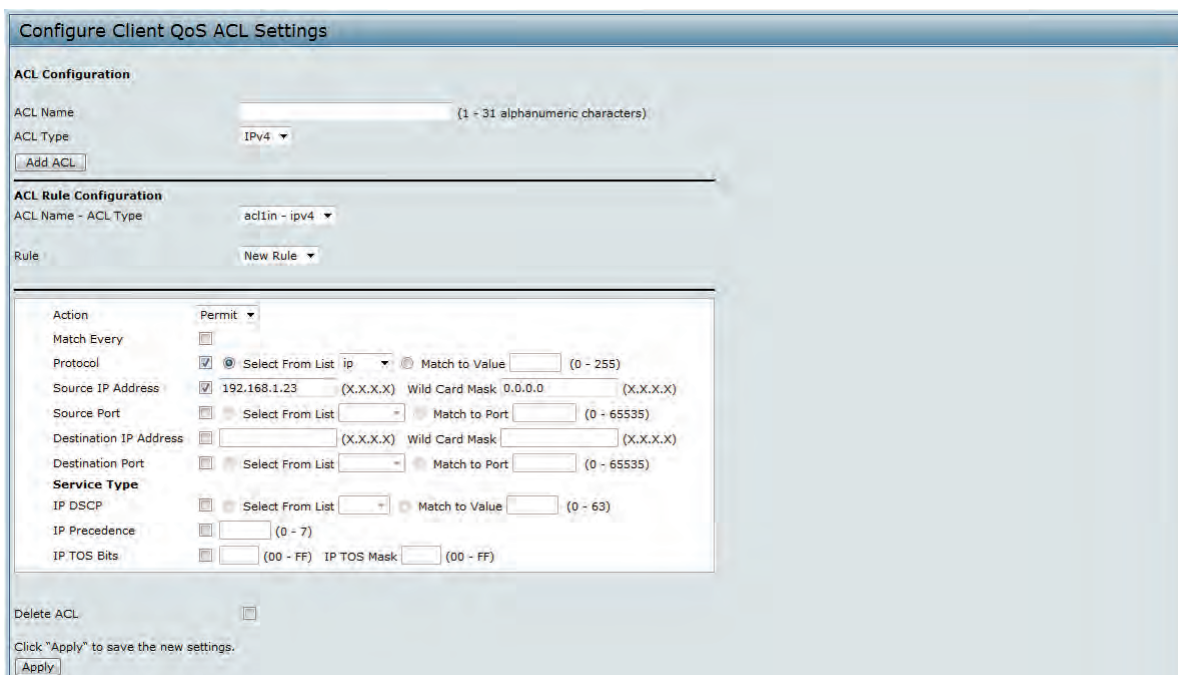 Configure Client QoS ACL Settings
ACL Configuration
ACL Name (1 - 31 alphanumeric characters)
ACL Type IPv4
Add ACL
ACL Rule Configuration
ACL Name - ACL Type acl1in - ipv4
Rule New Rule
Action Permit
Match Every
Protocol Select From List ip Match to Value (0 - 255)
Source IP Address 192.168.1.23 (X.X.X.X) Wild Card Mask 0.0.0.0 (X.X.X.X)
Source Port Select From List Match to Port (0 - 65535)
Destination IP Address (X.X.X.X) Wild Card Mask (X.X.X.X)
Destination Port Select From List Match to Port (0 - 65535)
Service Type
IP DSCP Select From List Match to Value (0 - 63)
IP Precedence (0 - 7)
IP TOS Bits (00 - FF) IP TOS Mask (00 - FF)
Delete ACL
Click "Apply" to save the new settings.
Apply